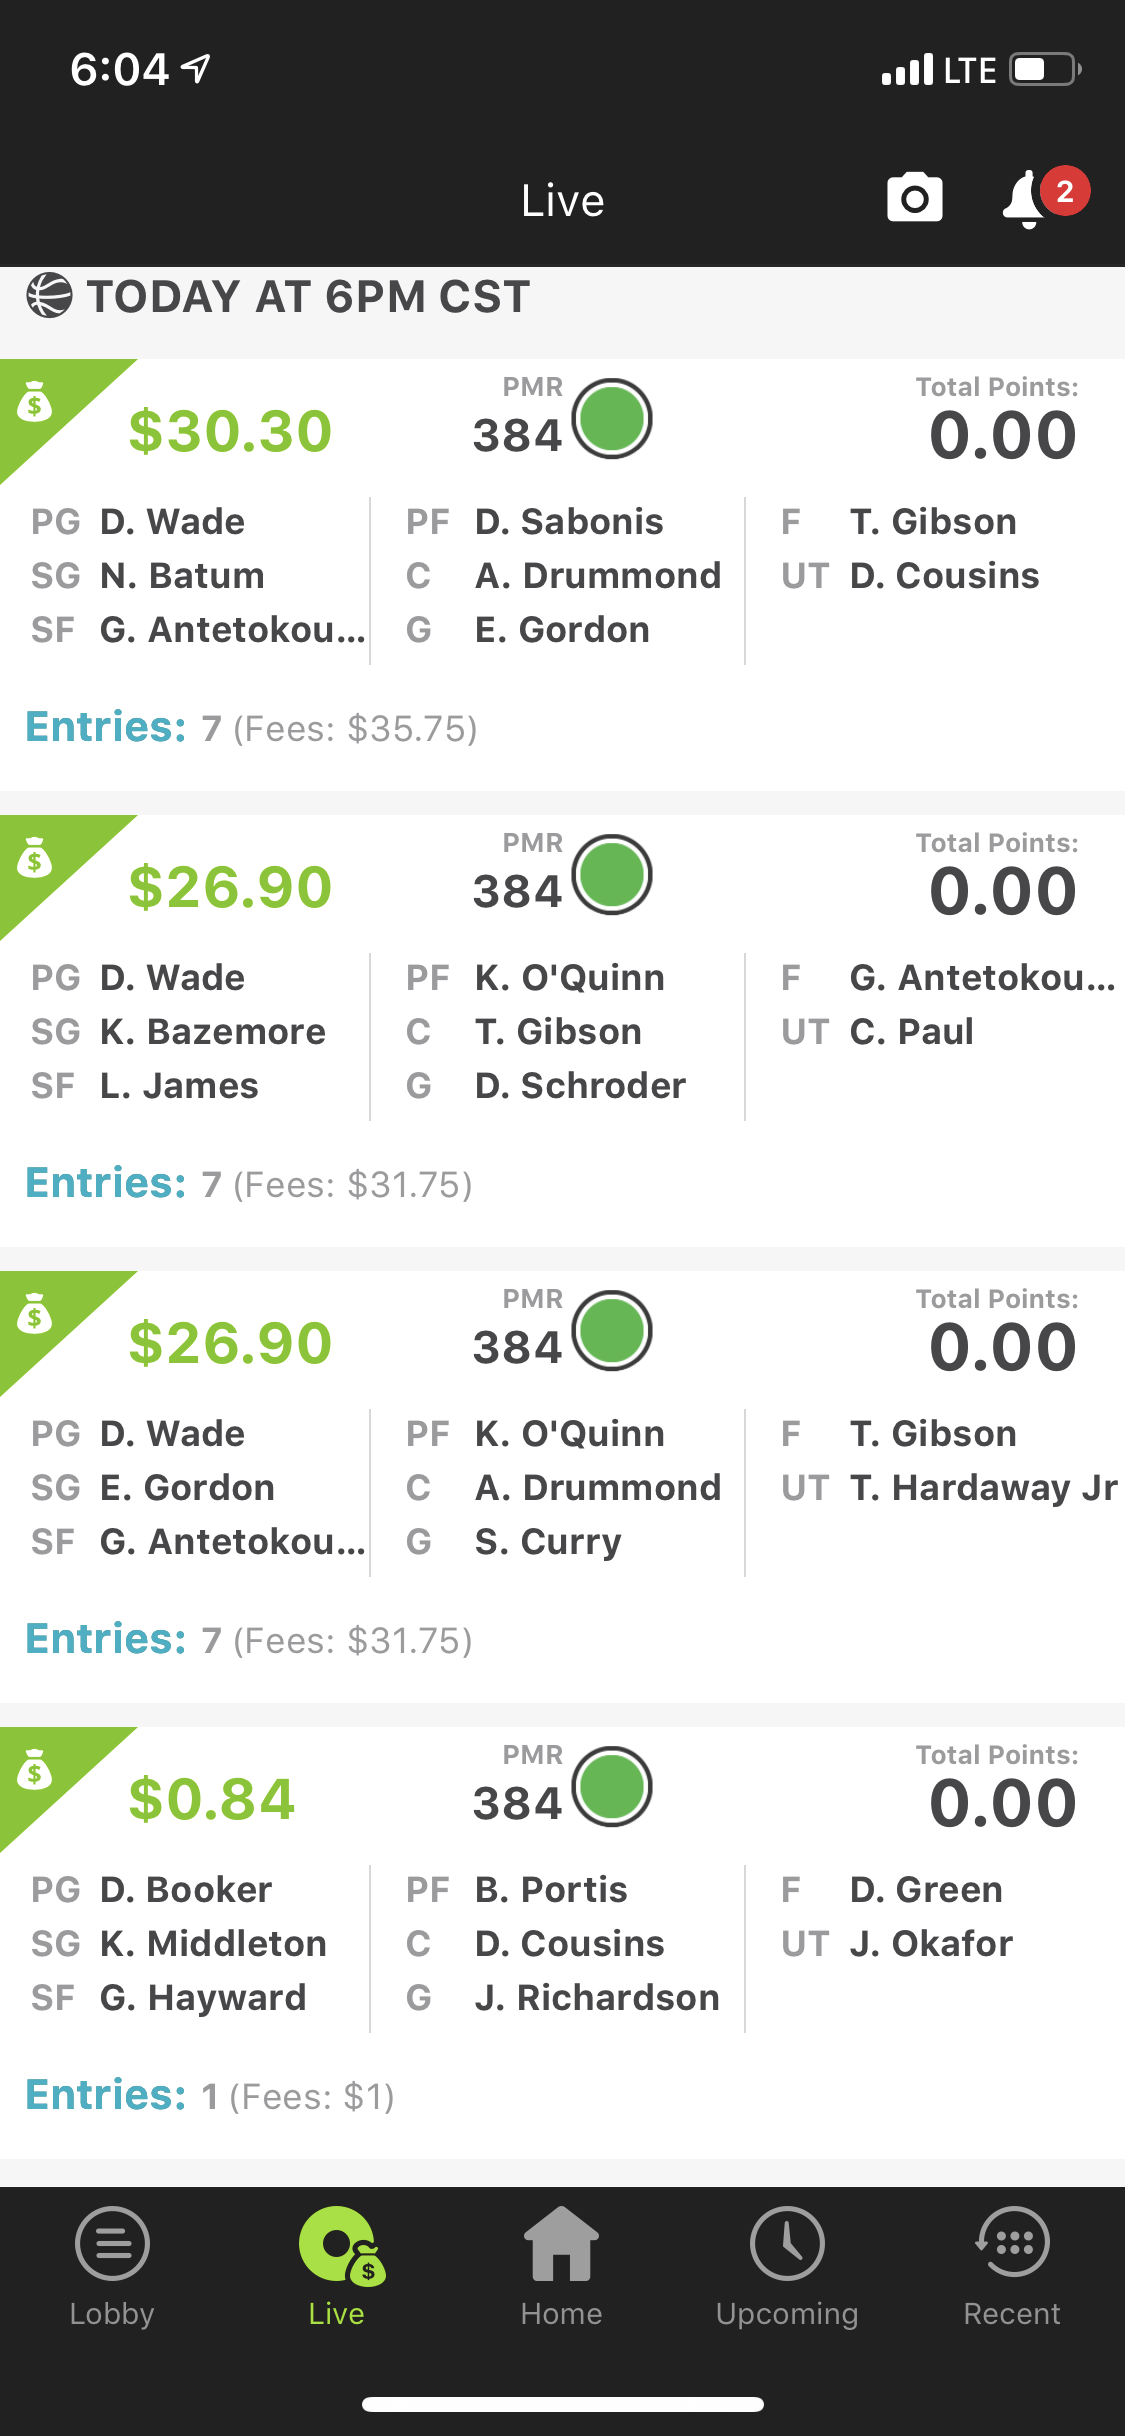 6:04 LTE
Live 2
TODAY AT 6PM CST
$ $30.30 PMR 384 Total Points: 0.00
PG D. Wade PF D. Sabonis F T. Gibson
SG N. Batum C A. Drummond UT D. Cousins
SF G. Antetokou... G E. Gordon
Entries: 7 (Fees: $35.75)
$ $26.90 PMR 384 Total Points: 0.00
PG D. Wade PF K. O'Quinn F G. Antetokou...
SG K. Bazemore C T. Gibson UT C. Paul
SF L. James G D. Schroder
Entries: 7 (Fees: $31.75)
$ $26.90 PMR 384 Total Points: 0.00
PG D. Wade PF K. O'Quinn F T. Gibson
SG E. Gordon C A. Drummond UT T. Hardaway Jr
SF G. Antetokou... G S. Curry
Entries: 7 (Fees: $31.75)
$ $0.84 PMR 384 Total Points: 0.00
PG D. Booker PF B. Portis F D. Green
SG K. Middleton C D. Cousins UT J. Okafor
SF G. Hayward G J. Richardson
Entries: 1 (Fees: $1)
$
Lobby Live Home Upcoming Recent